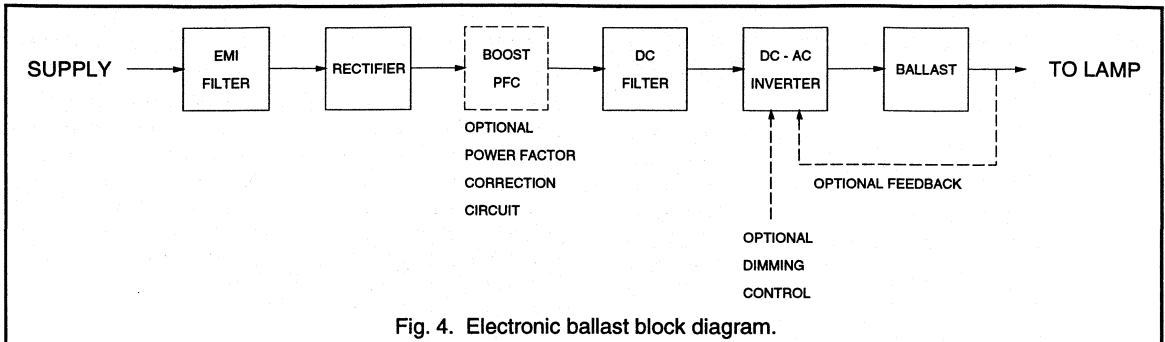 SUPPLY
EMI
FILTER
RECTIFIER
BOOST
PFC
DC
FILTER
DC - AC
INVERTER
BALLAST
TO LAMP
OPTIONAL
POWER FACTOR
CORRECTION
CIRCUIT
OPTIONAL FEEDBACK
OPTIONAL
DIMMING
CONTROL
Fig. 4. Electronic ballast block diagram.